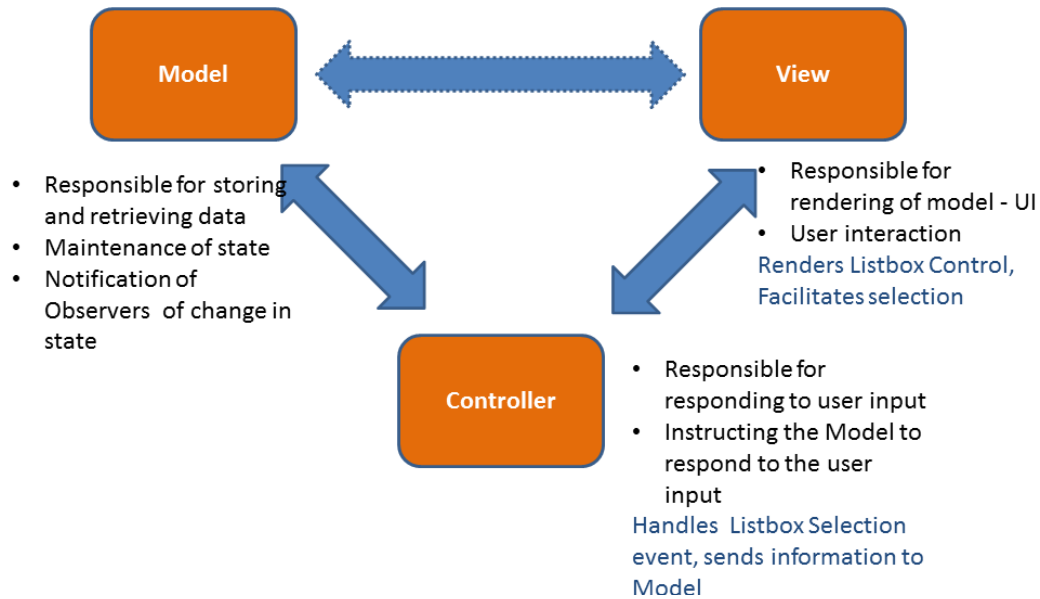 Model
View
• Responsible for storing
and retrieving data
• Maintenance of state
• Notification of
Observers of change in
state
• Responsible for
rendering of model - UI
• User interaction
Renders Listbox Control,
Facilitates selection
Controller
• Responsible for
responding to user input
• Instructing the Model to
respond to the user
input
Handles Listbox Selection
event, sends information to
Model